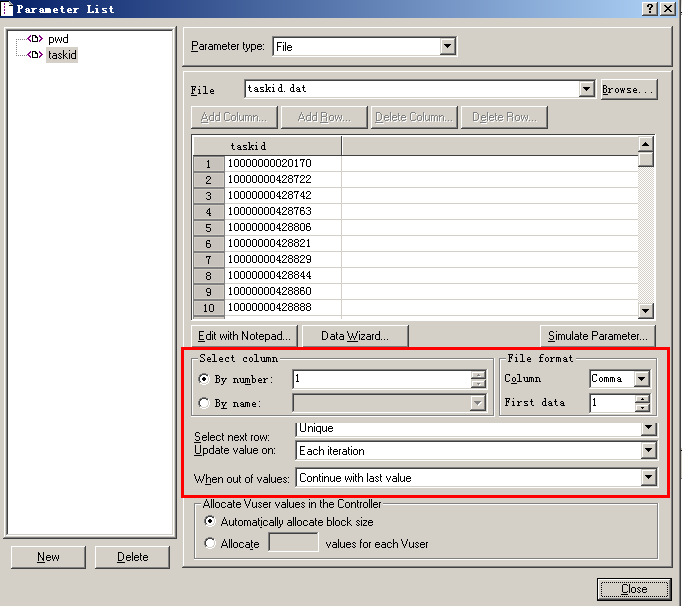 Parameter List
pwd
taskid
Parameter type: File
File taskid.dat Browse...
Add Column... Add Row... Delete Column... Delete Row...
taskid
1 10000000020170
2 10000000428722
3 10000000428742
4 10000000428763
5 10000000428806
6 10000000428821
7 10000000428829
8 10000000428844
9 10000000428860
10 10000000428888
Edit with Notepad... Data Wizard... Simulate Parameter...
Select column
By number: 1
By name:
File format
Column Comma
First data 1
Select next row: Unique
Update value on: Each iteration
When out of values: Continue with last value
Allocate Vuser values in the Controller
Automatically allocate block size
Allocate values for each Vuser
New Delete
Close